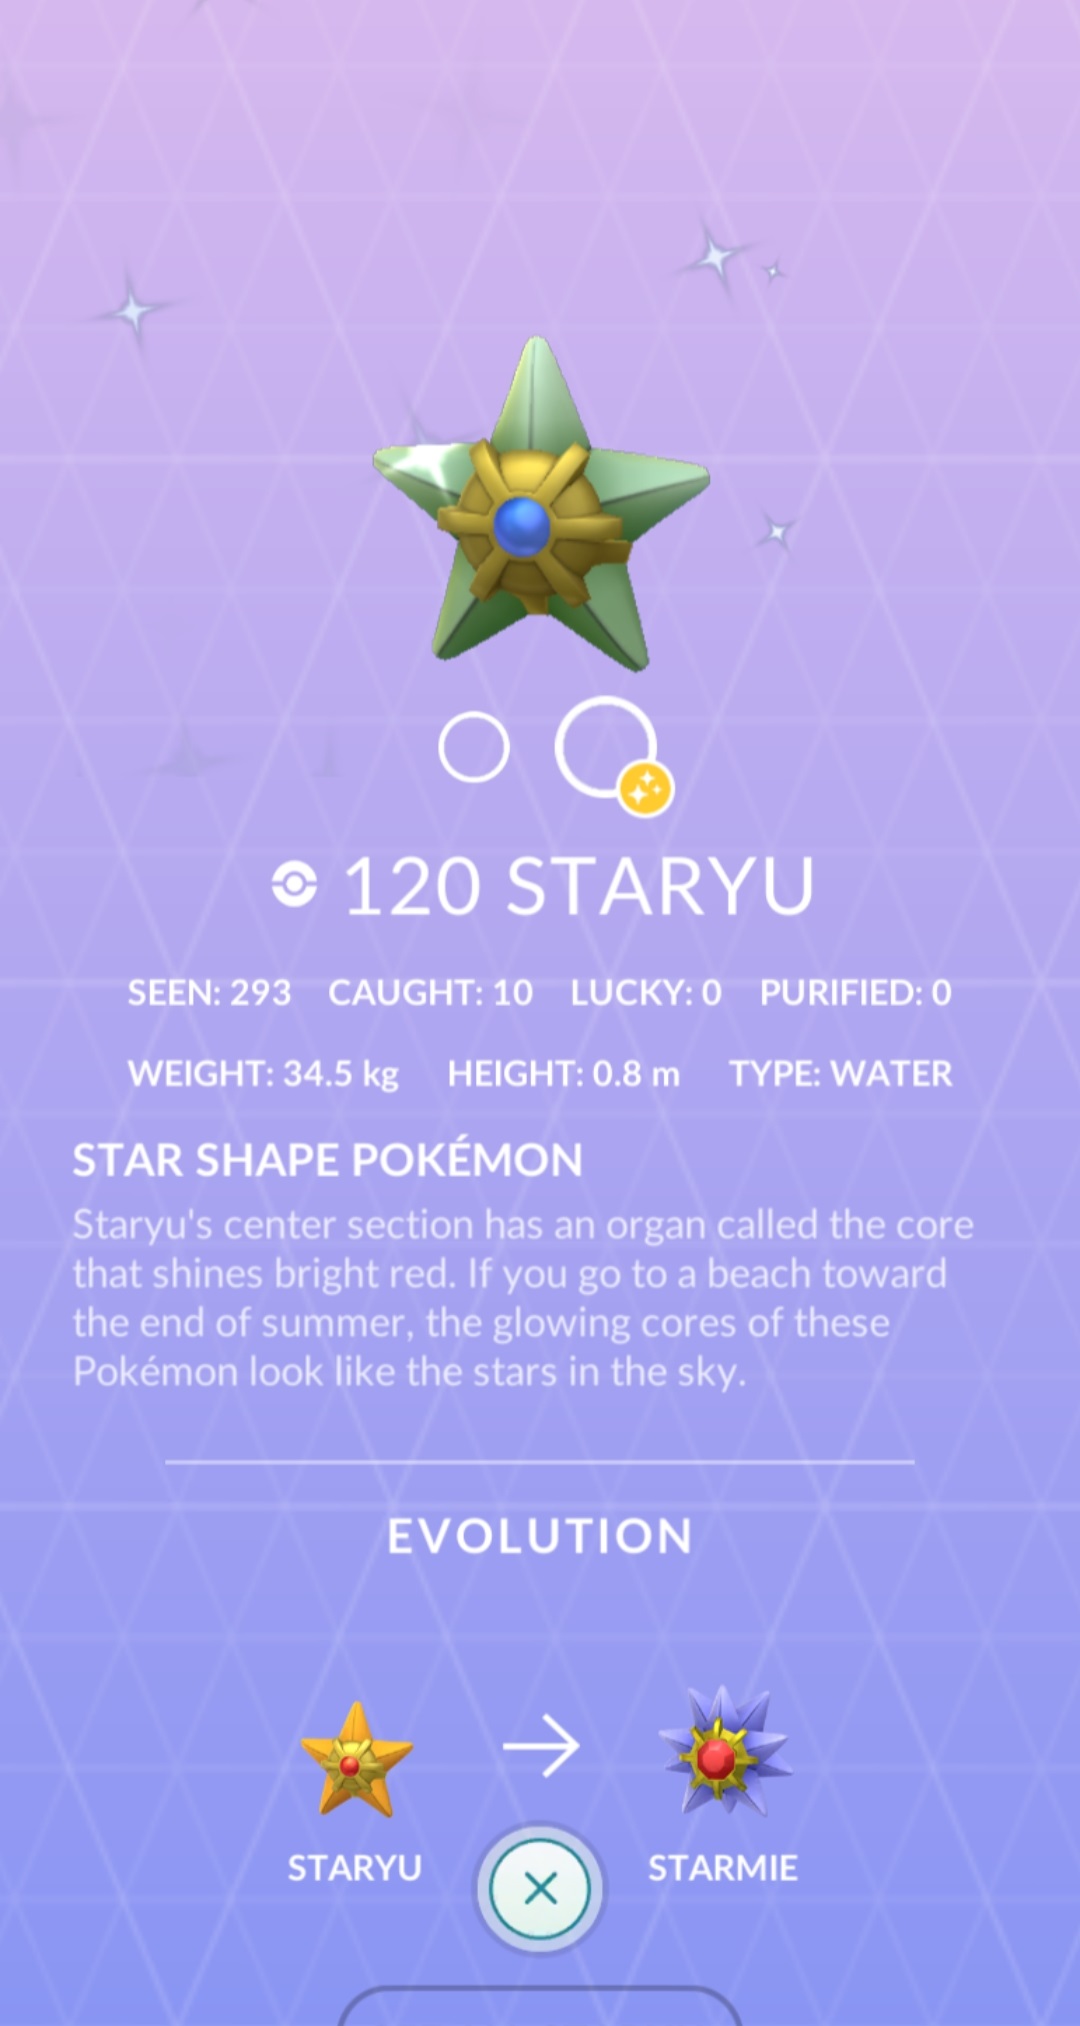 120 STARYU
SEEN: 293 CAUGHT: 10 LUCKY: 0 PURIFIED: 0
WEIGHT: 34.5 kg HEIGHT: 0.8 m TYPE: WATER
STAR SHAPE POKÉMON
Staryu's center section has an organ called the core
that shines bright red. If you go to a beach toward
the end of summer, the glowing cores of these
Pokémon look like the stars in the sky.
EVOLUTION
STARYU STARMIE